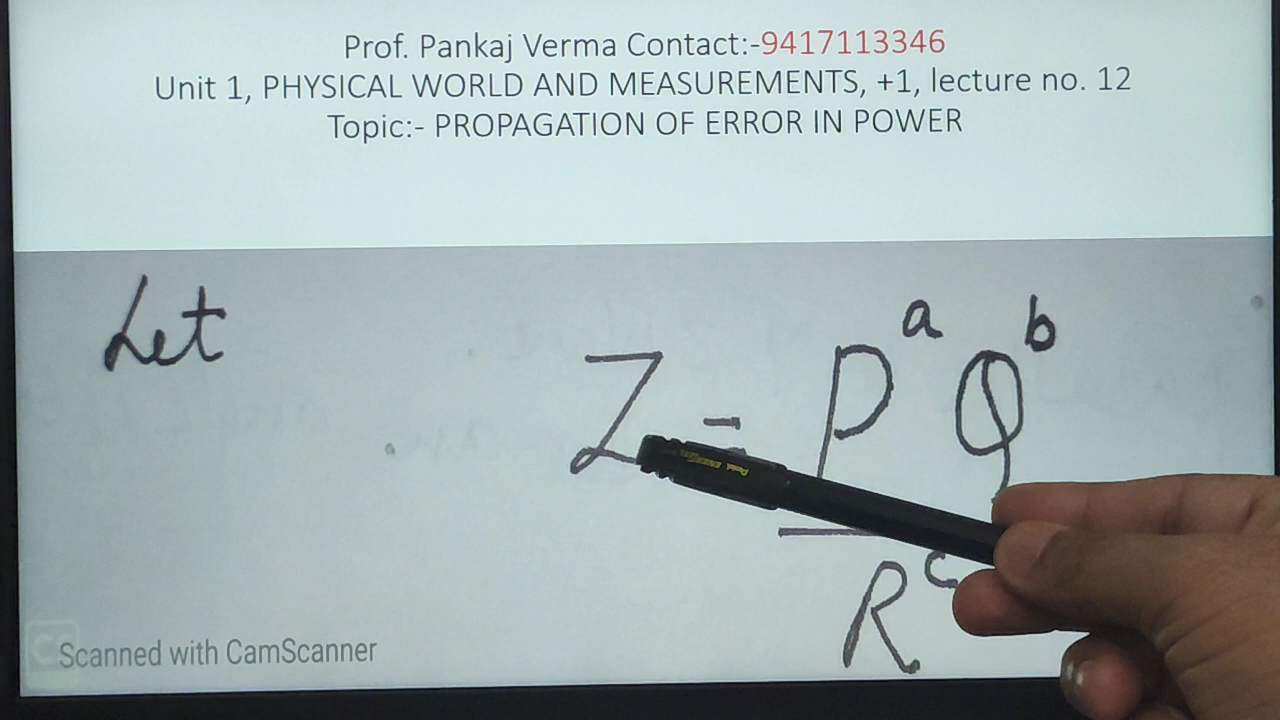 Prof. Pankaj Verma Contact:-9417113346
Unit 1, PHYSICAL WORLD AND MEASUREMENTS, +1, lecture no. 12
Topic:- PROPAGATION OF ERROR IN POWER
Let
Z = P^a Q^b
R^c
Scanned with CamScanner